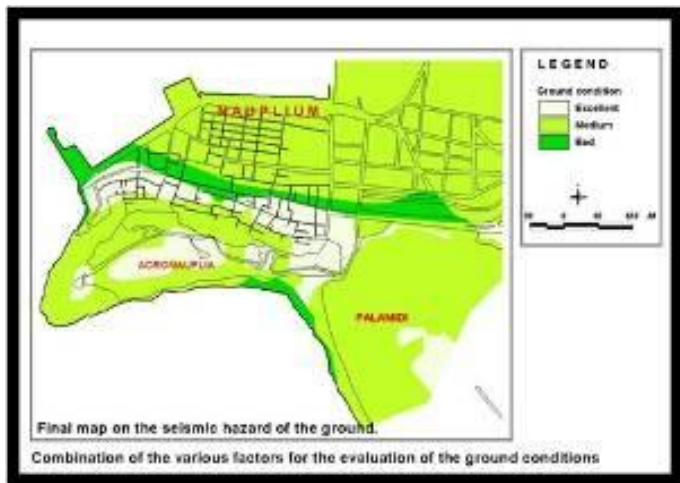 NAUPLIUM
ACRONAUPLIA
PALAMIDI
Final map on the seismic hazard of the ground.
LEGEND
Ground condition
Excellent
Medium
Bad
Combination of the various factors for the evaluation of the ground conditions